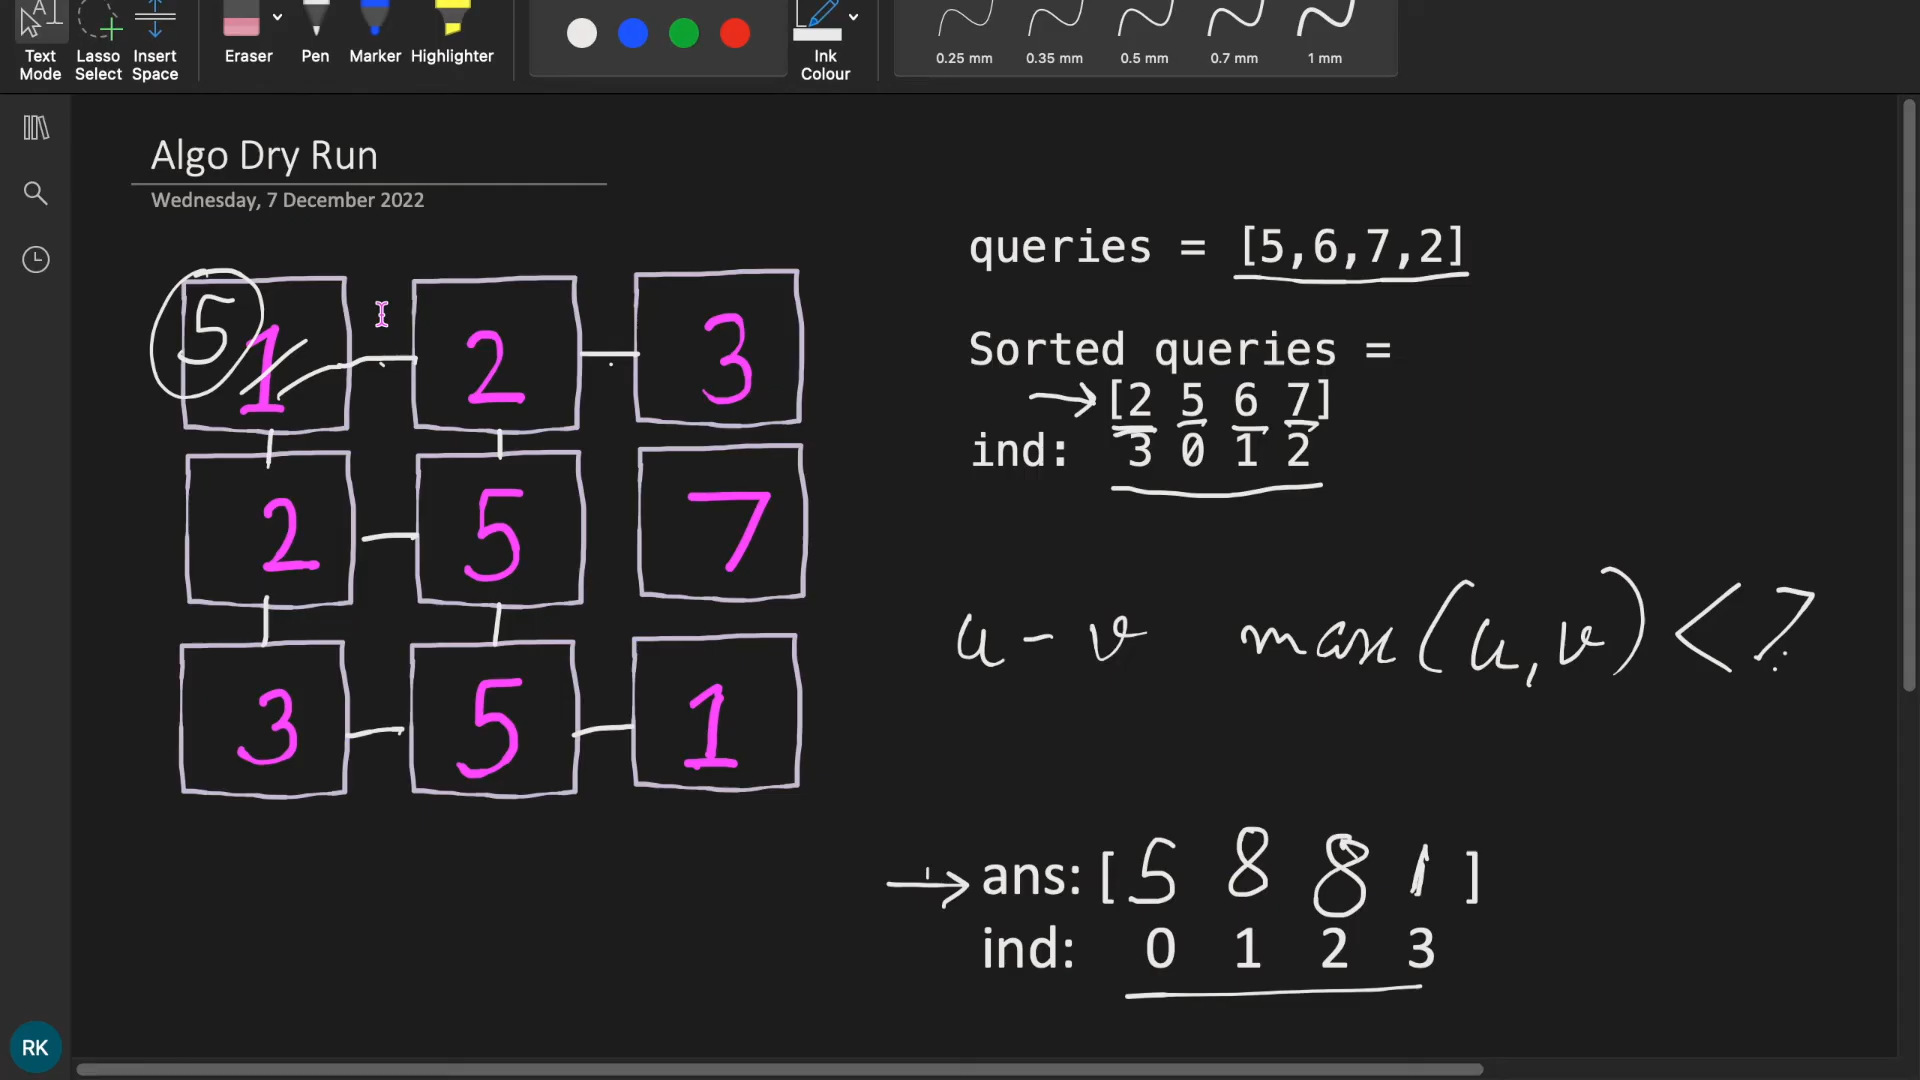 Text Mode
Lasso Select
Insert Space
Eraser
Pen
Marker
Highlighter
Ink Colour
0.25 mm
0.35 mm
0.5 mm
0.7 mm
1 mm
Algo Dry Run
Wednesday, 7 December 2022
5
1 2 3
2 5 7
3 5 1
queries = [5,6,7,2]
Sorted queries =
→ [2 5 6 7]
ind: 3 0 1 2
u - v max(u,v) < ?
→ ans: [ 5 8 8 1 ]
ind: 0 1 2 3
RK